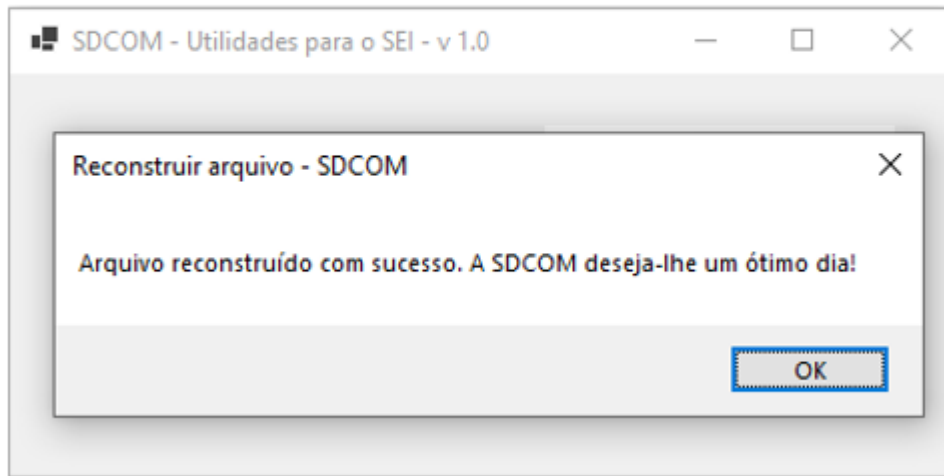 SDCOM - Utilidades para o SEI - v 1.0
Reconstruir arquivo - SDCOM
Arquivo reconstruído com sucesso. A SDCOM deseja-lhe um ótimo dia!
OK